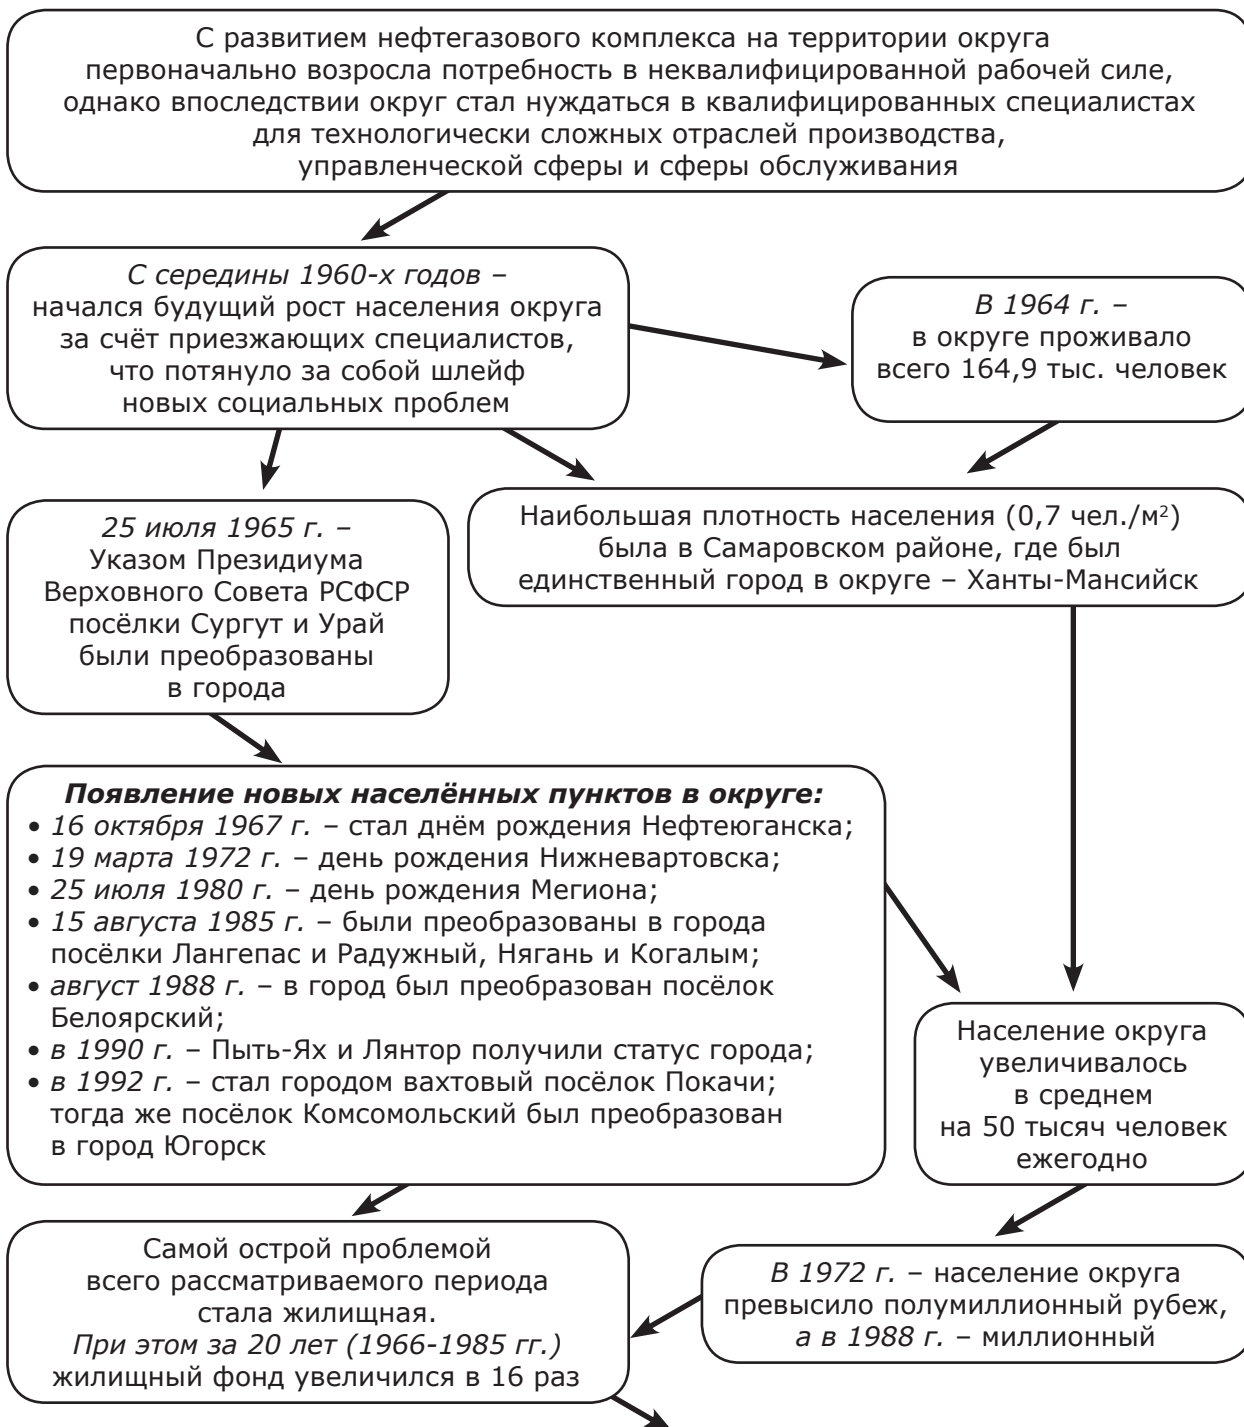 С развитием нефтегазового комплекса на территории округа
первоначально возросла потребность в неквалифицированной рабочей силе,
однако впоследствии округ стал нуждаться в квалифицированных специалистах
для технологически сложных отраслей производства,
управленческой сферы и сферы обслуживания
С середины 1960-х годов –
начался будущий рост населения округа
за счёт приезжающих специалистов,
что потянуло за собой шлейф
новых социальных проблем
В 1964 г. –
в округе проживало
всего 164,9 тыс. человек
25 июля 1965 г. –
Указом Президиума
Верховного Совета РСФСР
посёлки Сургут и Урай
были преобразованы
в города
Наибольшая плотность населения (0,7 чел./м²)
была в Самаровском районе, где был
единственный город в округе – Ханты-Мансийск
Появление новых населённых пунктов в округе:
• 16 октября 1967 г. – стал днём рождения Нефтеюганска;
• 19 марта 1972 г. – день рождения Нижневартовска;
• 25 июля 1980 г. – день рождения Мегиона;
• 15 августа 1985 г. – были преобразованы в города
посёлки Лангепас и Радужный, Нягань и Когалым;
• август 1988 г. – в город был преобразован посёлок
Белоярский;
• в 1990 г. – Пыть-Ях и Лянтор получили статус города;
• в 1992 г. – стал городом вахтовый посёлок Покачи;
тогда же посёлок Комсомольский был преобразован
в город Югорск
Население округа
увеличивалось
в среднем
на 50 тысяч человек
ежегодно
Самой острой проблемой
всего рассматриваемого периода
стала жилищная.
При этом за 20 лет (1966-1985 гг.)
жилищный фонд увеличился в 16 раз
В 1972 г. – население округа
превысило полумиллионный рубеж,
а в 1988 г. – миллионный